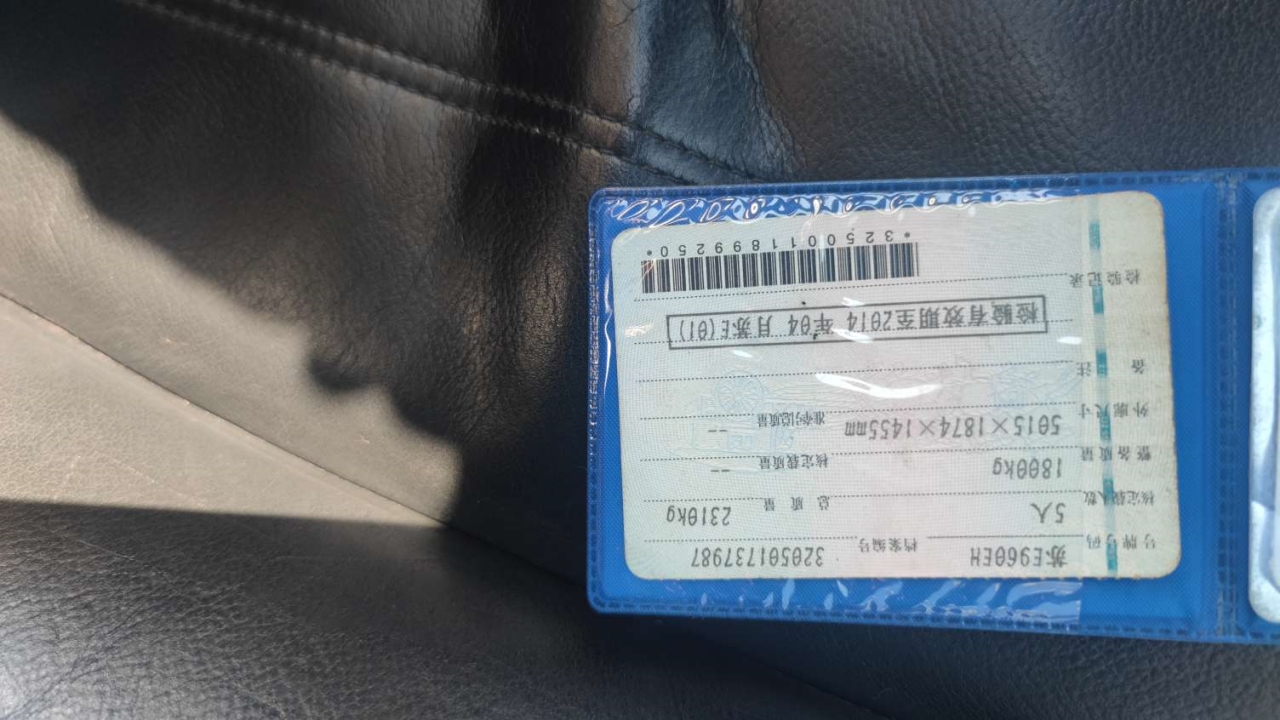 号牌号码 苏E960EH 档案编号 32050173​7987
核定载人数 5人 总质量 2310kg
整备质量 1800kg 核定载质量 --
外廓尺寸 5015×1874×1455mm 准牵引总质量 --
备注
检验有效期至2014年04月苏E(01)
检验记录
*3250011899250*